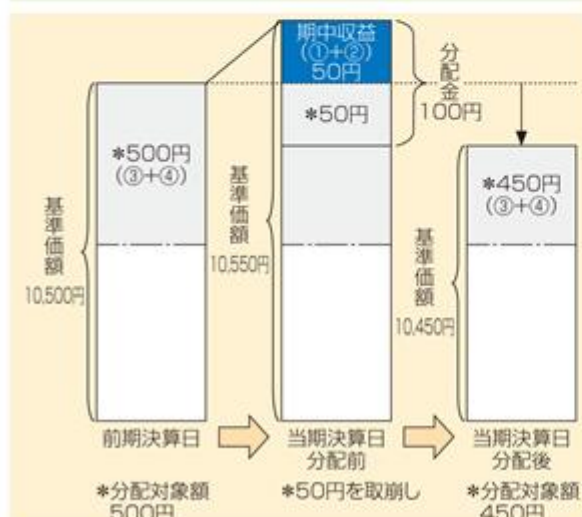 期中収益
(①+②)
50円
*50円
分配金
100円
*500円
(③+④)
基準価額
10,500円
基準価額
10,550円
*450円
(③+④)
基準価額
10,450円
前期決算日
当期決算日
分配前
当期決算日
分配後
*分配対象額
500円
*50円を取崩し
*分配対象額
450円